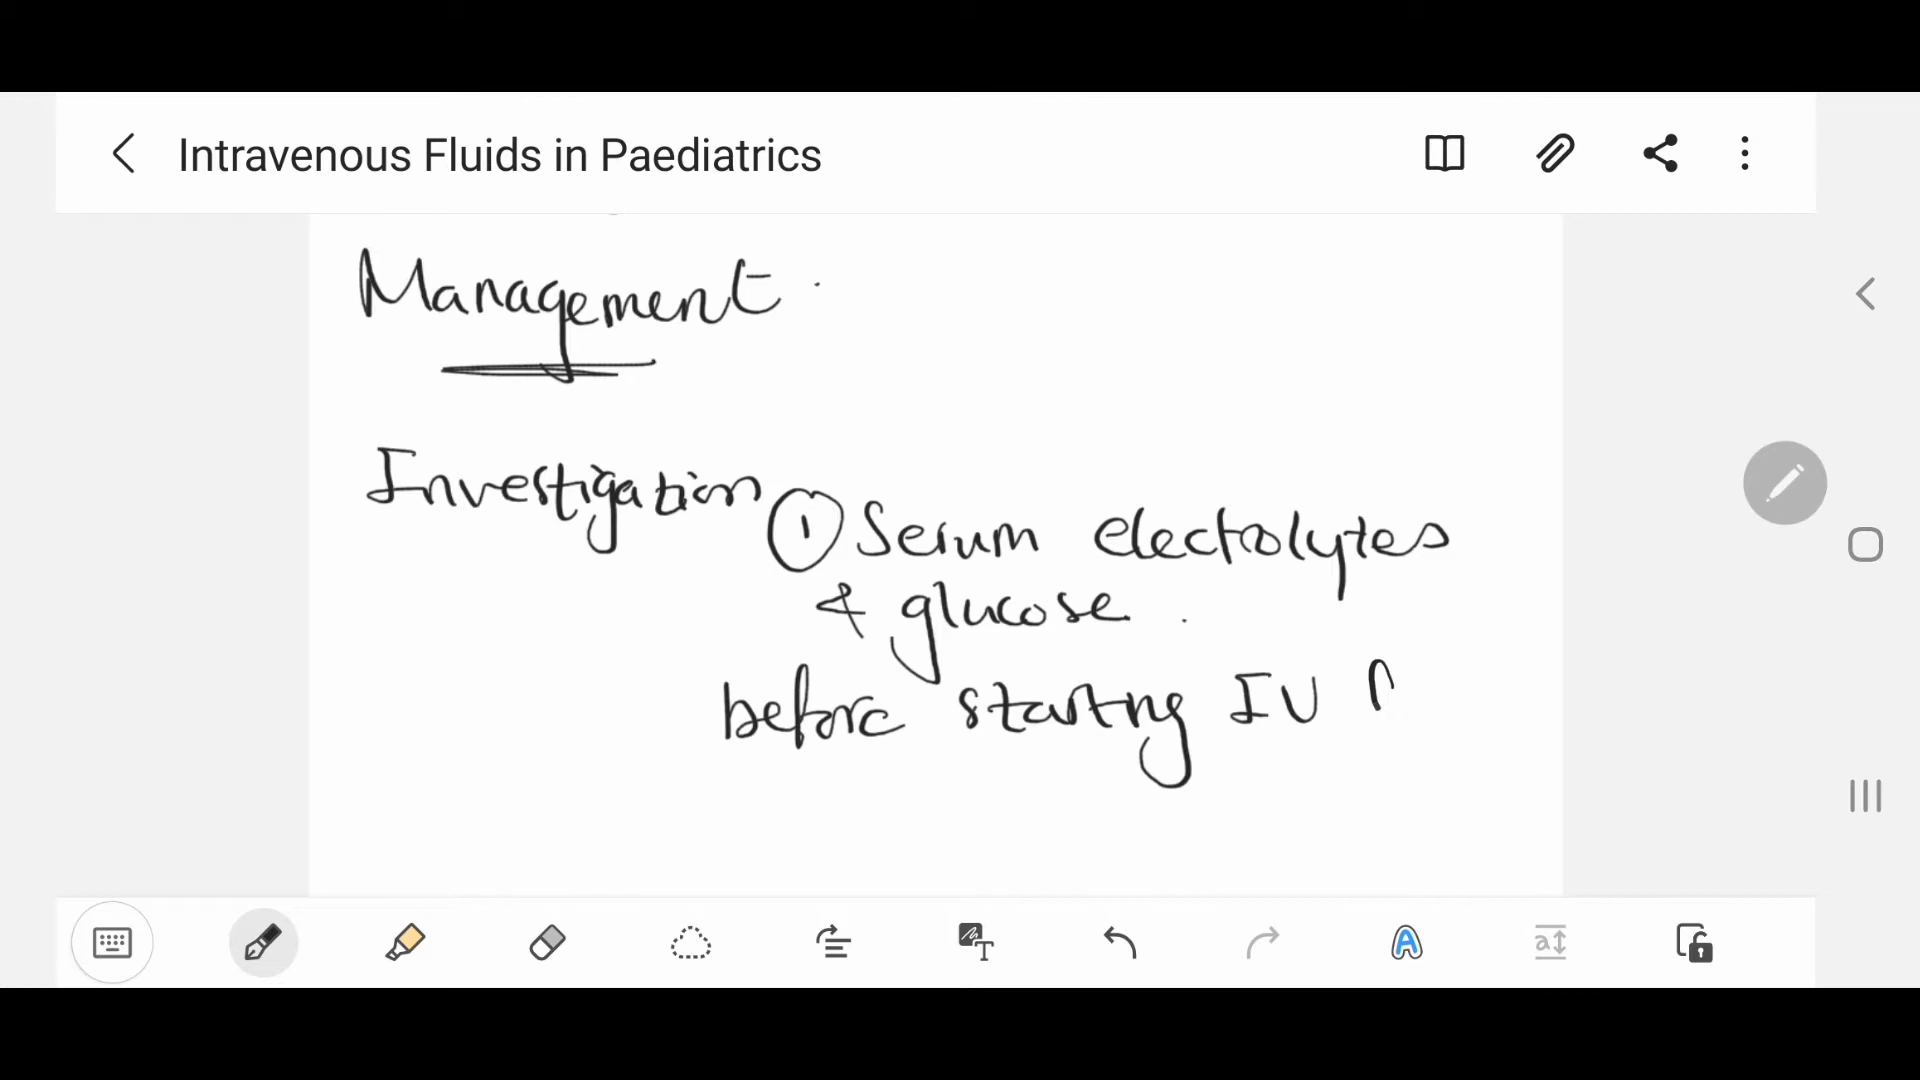 Intravenous Fluids in Paediatrics
Management
Investigation
① Serum electrolytes
& glucose.
before starting IV